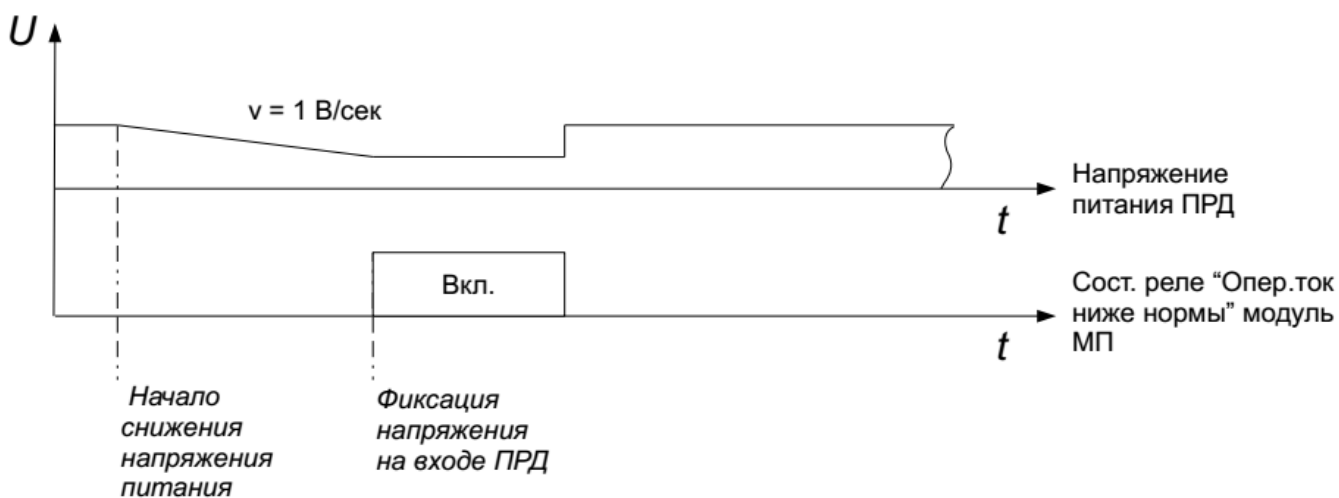 U
v = 1 В/сек
Напряжение
питания ПРД
t
Вкл.
Сост. реле “Опер.ток
ниже нормы” модуль
МП
t
Начало
снижения
напряжения
питания
Фиксация
напряжения
на входе ПРД